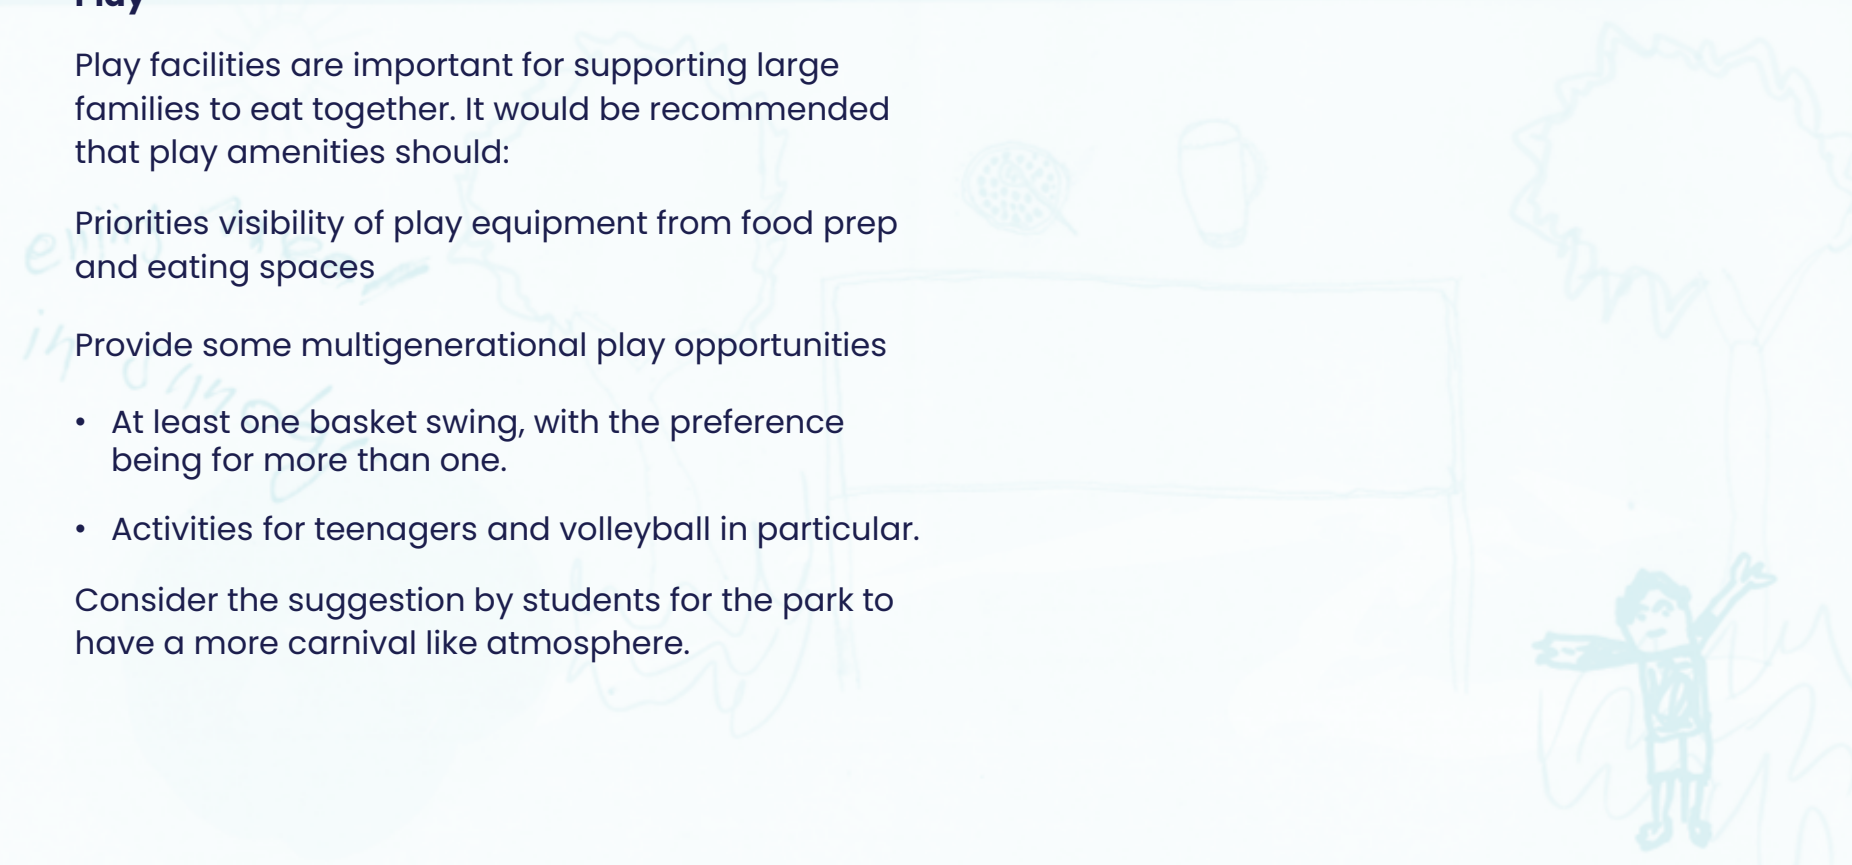 Play
Play facilities are important for supporting large
families to eat together. It would be recommended
that play amenities should:
Priorities visibility of play equipment from food prep
and eating spaces
Provide some multigenerational play opportunities
• At least one basket swing, with the preference
being for more than one.
• Activities for teenagers and volleyball in particular.
Consider the suggestion by students for the park to
have a more carnival like atmosphere.